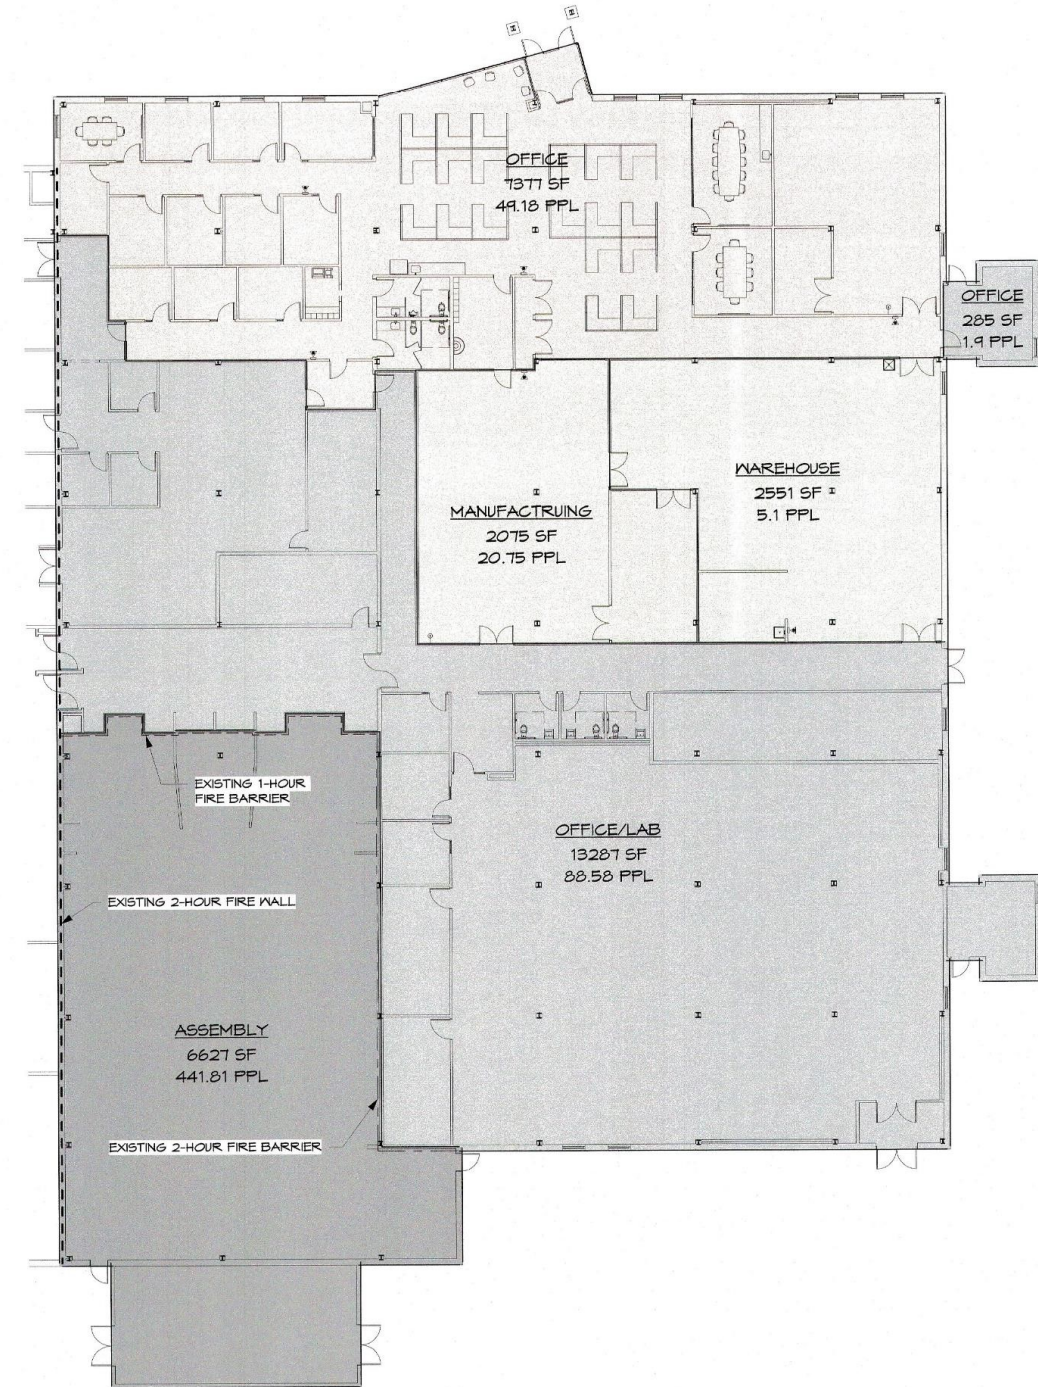 OFFICE
7377 SF
49.18 PPL
OFFICE
285 SF
1.9 PPL
WAREHOUSE
2551 SF
5.1 PPL
MANUFACTRUING
2075 SF
20.75 PPL
EXISTING 1-HOUR
FIRE BARRIER
OFFICE/LAB
13287 SF
88.58 PPL
EXISTING 2-HOUR FIRE WALL
ASSEMBLY
6627 SF
441.81 PPL
EXISTING 2-HOUR FIRE BARRIER